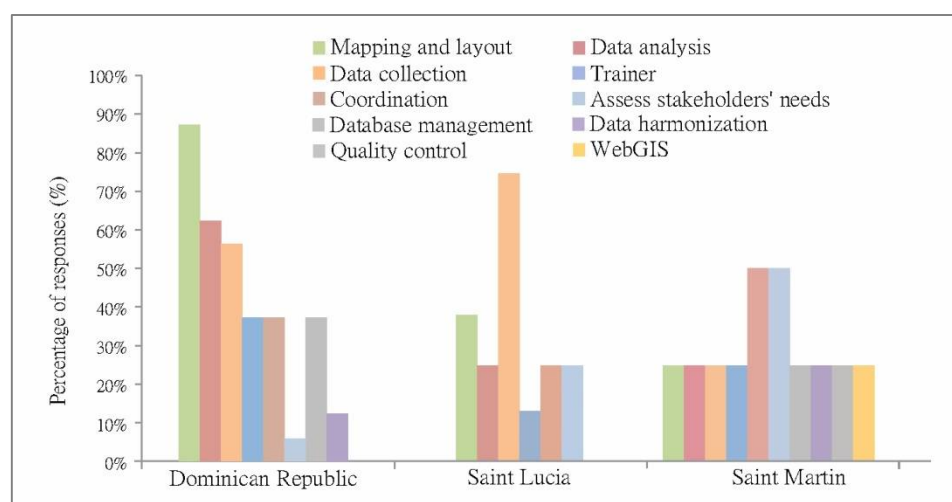 Mapping and layout
Data analysis
Data collection
Trainer
Coordination
Assess stakeholders' needs
Database management
Data harmonization
Quality control
WebGIS
Percentage of responses (%)
100%
90%
80%
70%
60%
50%
40%
30%
20%
10%
0%
Dominican Republic
Saint Lucia
Saint Martin